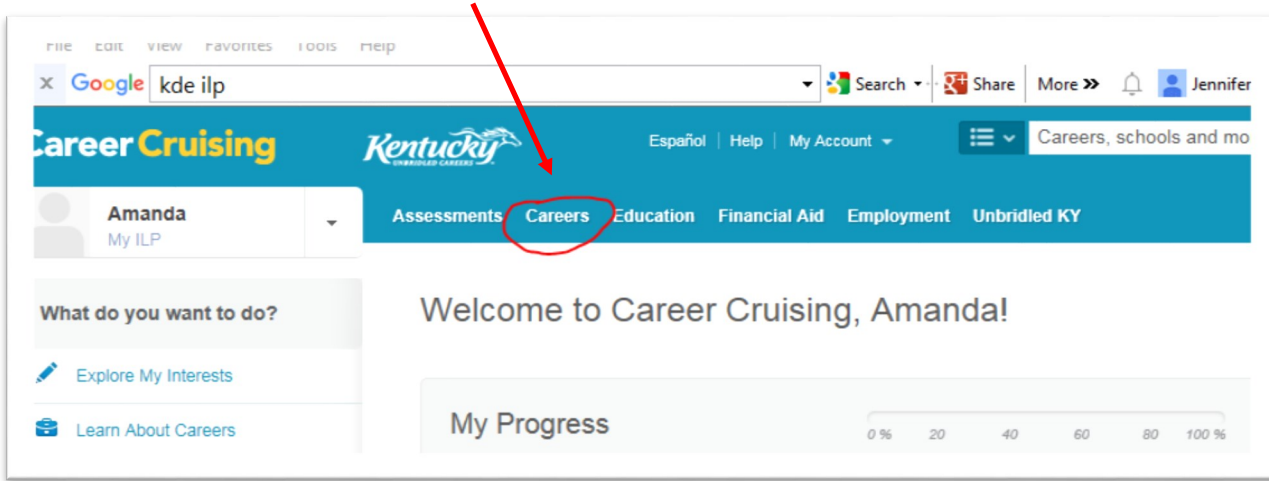 File Edit View Favorites Tools Help
x Google kde ilp Search Share More » Jennifer
Career Cruising Kentucky UNBRIDLED CAREERS Español | Help | My Account Careers, schools and mo
Amanda
My ILP
Assessments Careers Education Financial Aid Employment Unbridled KY
What do you want to do?
Welcome to Career Cruising, Amanda!
Explore My Interests
Learn About Careers
My Progress
0 % 20 40 60 80 100 %